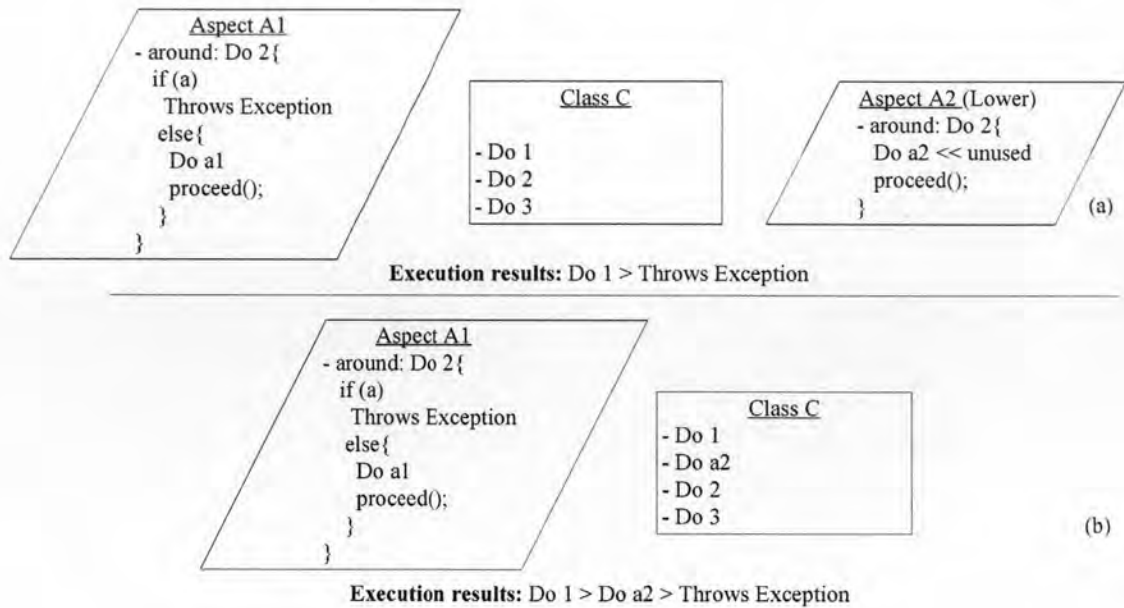 Aspect A1
- around: Do 2{
if (a)
Throws Exception
else{
Do a1
proceed();
}
}
Class C
- Do 1
- Do 2
- Do 3
Aspect A2 (Lower)
- around: Do 2{
Do a2 << unused
proceed();
}
(a)
Execution results: Do 1 > Throws Exception
Aspect A1
- around: Do 2{
if (a)
Throws Exception
else{
Do a1
proceed();
}
}
Class C
- Do 1
- Do a2
- Do 2
- Do 3
(b)
Execution results: Do 1 > Do a2 > Throws Exception